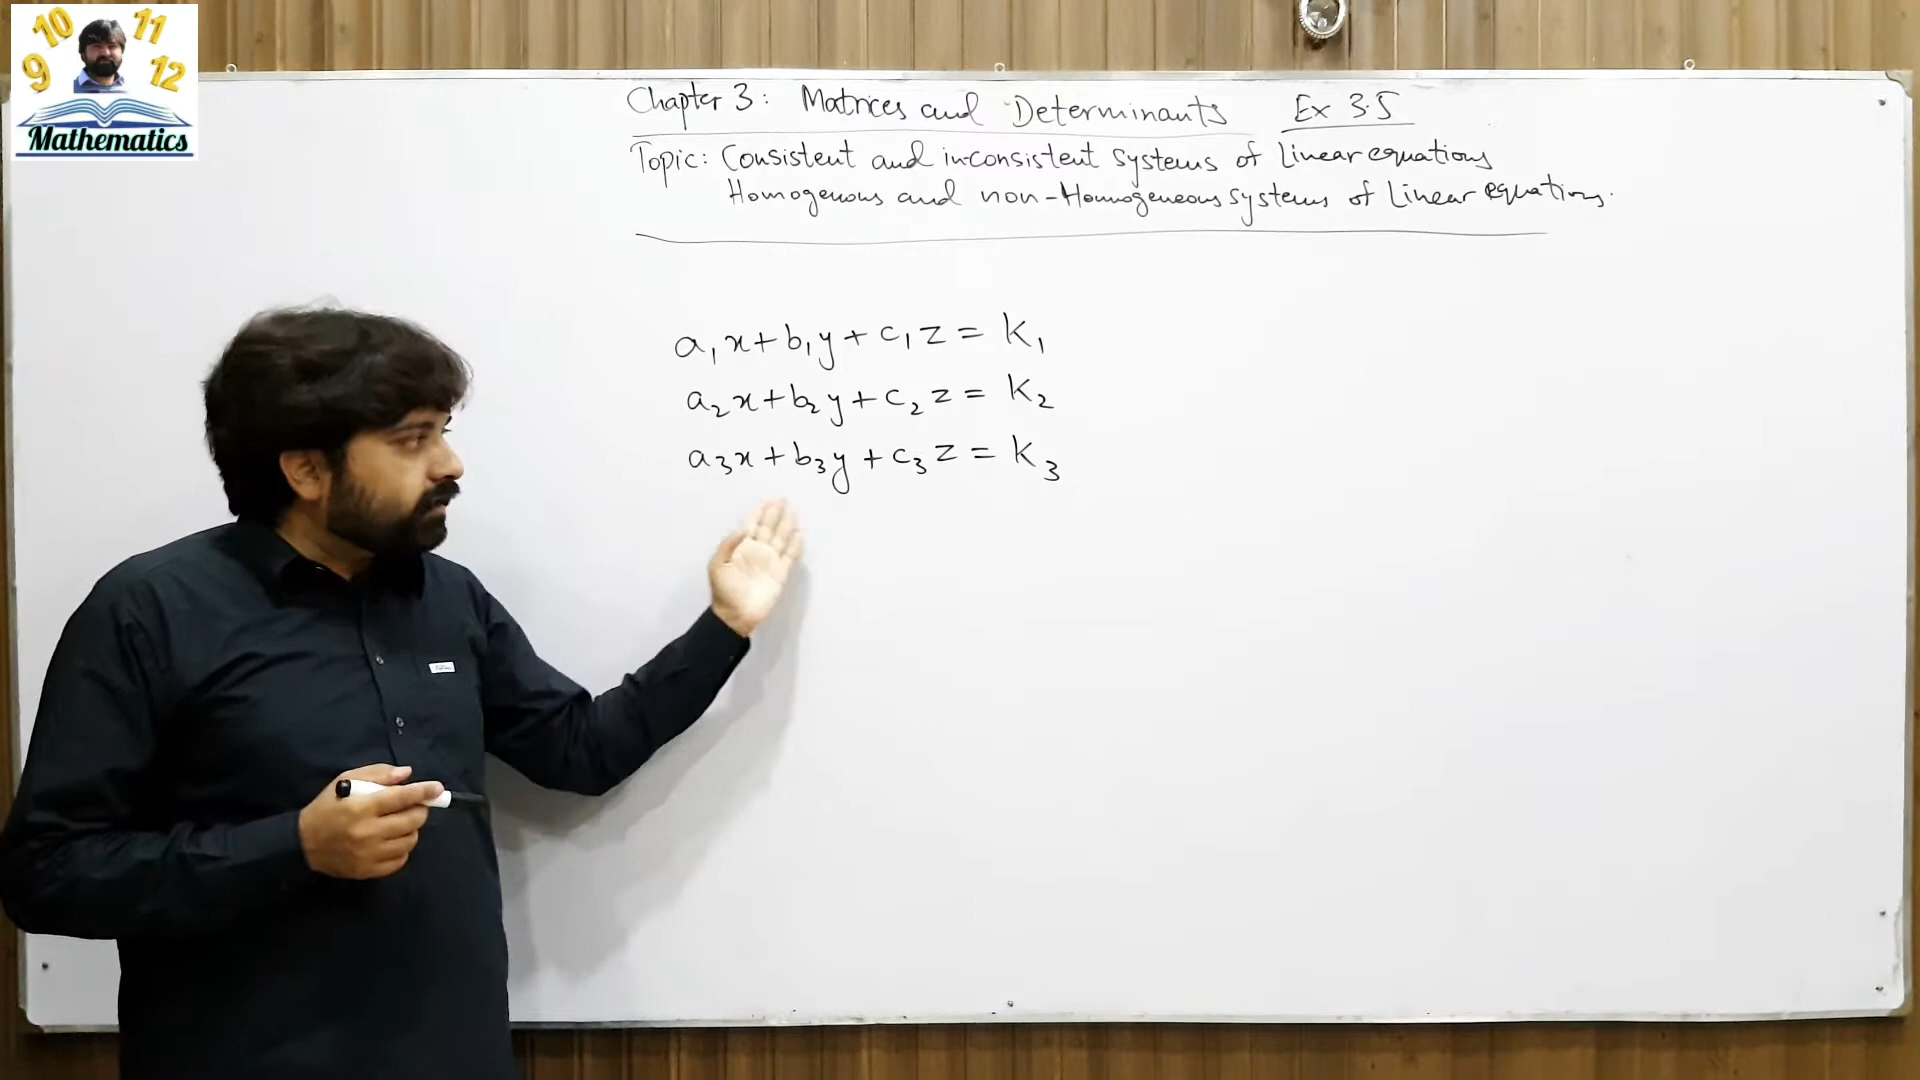 10 11
9 12
Mathematics
Chapter 3: Matrices and Determinants Ex 3.5
Topic: Consistent and in-consistent systems of Linear equations
Homogenous and non-Homogeneous systems of Linear equations.
a₁x+b₁y+c₁z = K₁
a₂x+b₂y+c₂z = K₂
a₃x+b₃y+c₃z = K₃